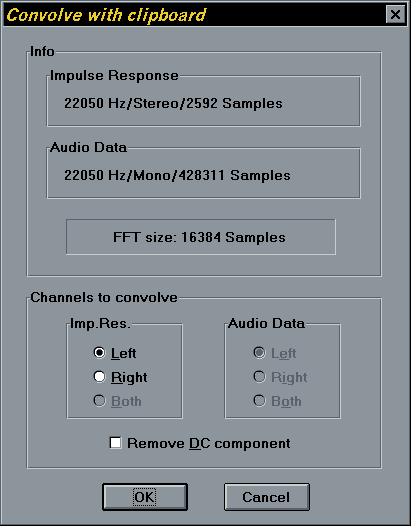 Convolve with clipboard
Info
Impulse Response
22050 Hz/Stereo/2592 Samples
Audio Data
22050 Hz/Mono/428311 Samples
FFT size: 16384 Samples
Channels to convolve
Imp.Res. Audio Data
Left Left
Right Right
Both Both
Remove DC component
OK Cancel